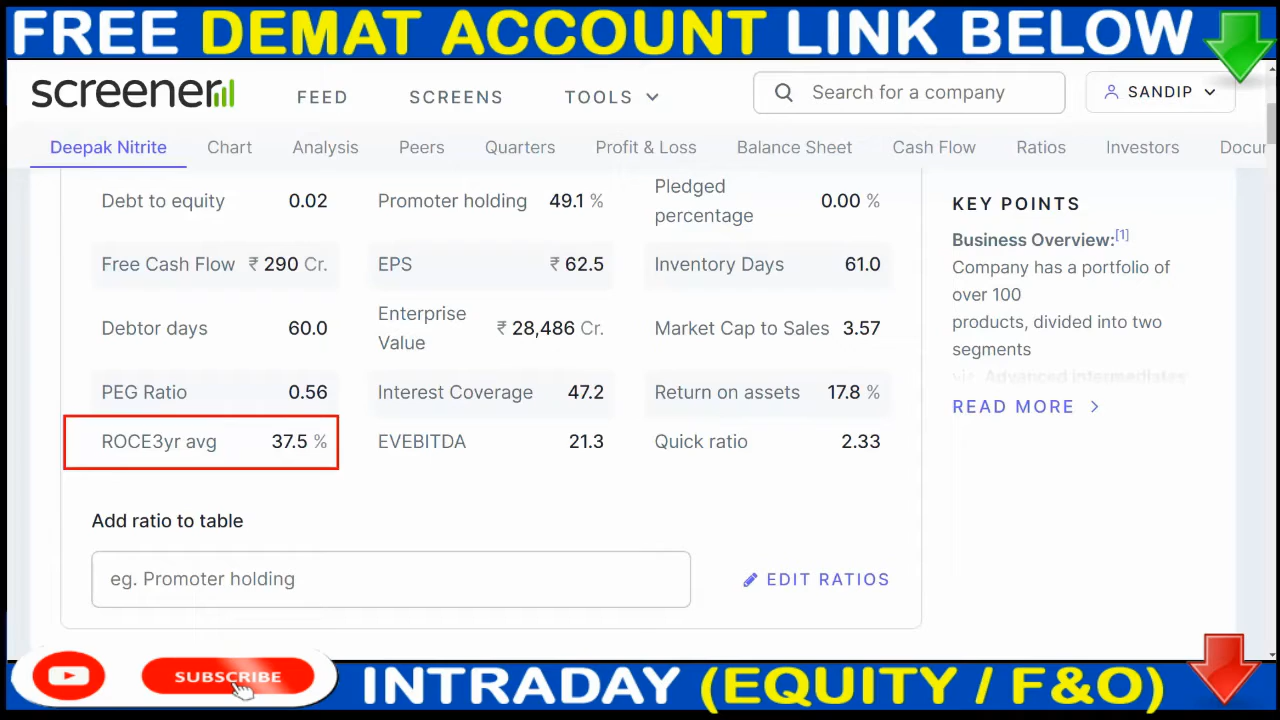 FREE DEMAT ACCOUNT LINK BELOW
screener
FEED SCREENS TOOLS
Search for a company
SANDIP
Deepak Nitrite Chart Analysis Peers Quarters Profit & Loss Balance Sheet Cash Flow Ratios Investors Docur
Debt to equity 0.02
Promoter holding 49.1 %
Pledged
percentage
0.00 %
Free Cash Flow ₹ 290 Cr.
EPS ₹ 62.5
Inventory Days 61.0
Debtor days 60.0
Enterprise
Value
₹ 28,486 Cr.
Market Cap to Sales 3.57
PEG Ratio 0.56
Interest Coverage 47.2
Return on assets 17.8 %
ROCE3yr avg 37.5 %
EVEBITDA 21.3
Quick ratio 2.33
Add ratio to table
eg. Promoter holding
EDIT RATIOS
KEY POINTS
Business Overview:[1]
Company has a portfolio of
over 100
products, divided into two
segments
viz Advanced intermediates
READ MORE
SUBSCRIBE
INTRADAY (EQUITY / F&O)